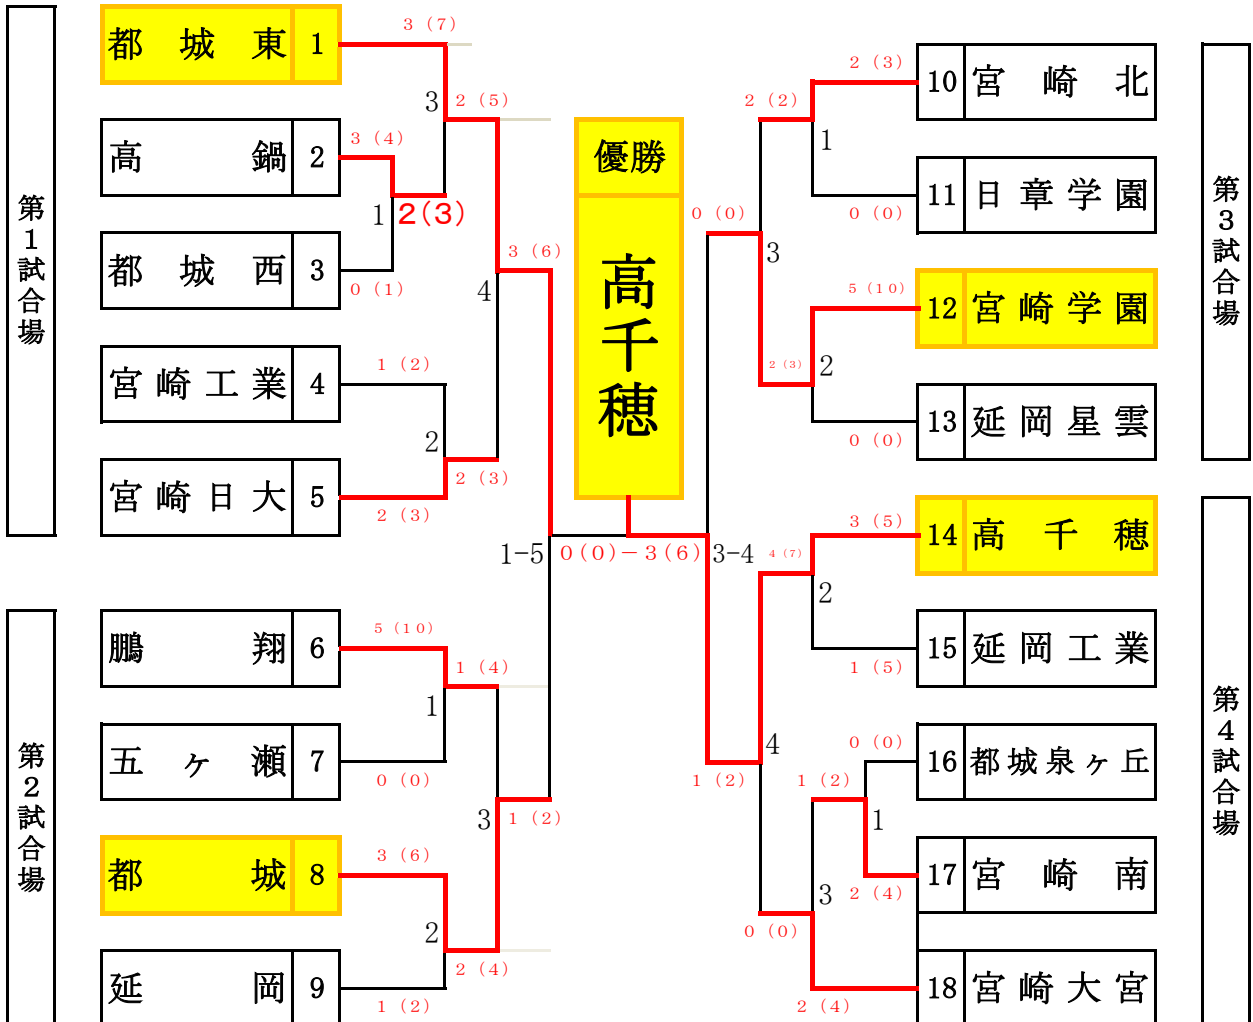 第1試合場
都城東 1
3 (7)
3
2 (5)
高鍋 2
3 (4)
1
2(3)
都城西 3
0 (1)
3 (6)
4
宮崎工業 4
1 (2)
2
2 (3)
宮崎日大 5
2 (3)
1-5
第2試合場
鵬翔 6
5 (10)
1 (4)
1
五ヶ瀬 7
0 (0)
3
1 (2)
都城 8
3 (6)
2
2 (4)
延岡 9
1 (2)
優勝
高千穂
0(0)-3(6)
第3試合場
2 (3)
10 宮崎北
2 (2)
1
11 日章学園
0 (0)
0 (0)
3
5 (10)
12 宮崎学園
2 (3)
2
13 延岡星雲
0 (0)
第4試合場
3 (5)
14 高千穂
3-4
4 (7)
2
15 延岡工業
1 (5)
4
1 (2)
0 (0)
16 都城泉ヶ丘
1 (2)
1
17 宮崎南
2 (4)
3
0 (0)
18 宮崎大宮
2 (4)